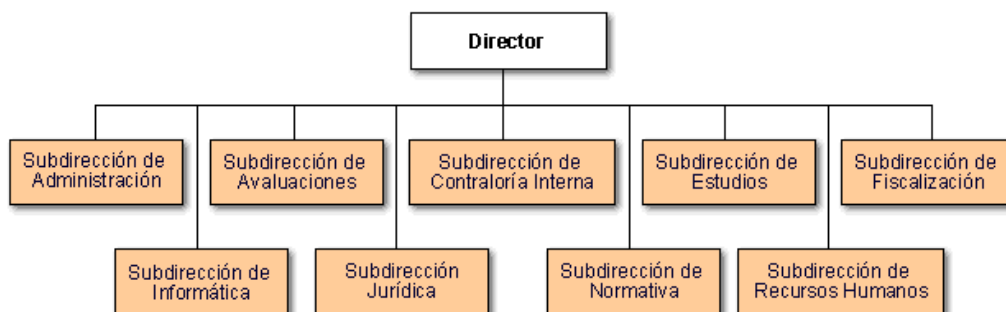 Director
Subdirección de
Administración
Subdirección de
Avaluaciones
Subdirección de
Contraloría Interna
Subdirección de
Estudios
Subdirección de
Fiscalización
Subdirección de
Informática
Subdirección
Jurídica
Subdirección de
Normativa
Subdirección de
Recursos Humanos